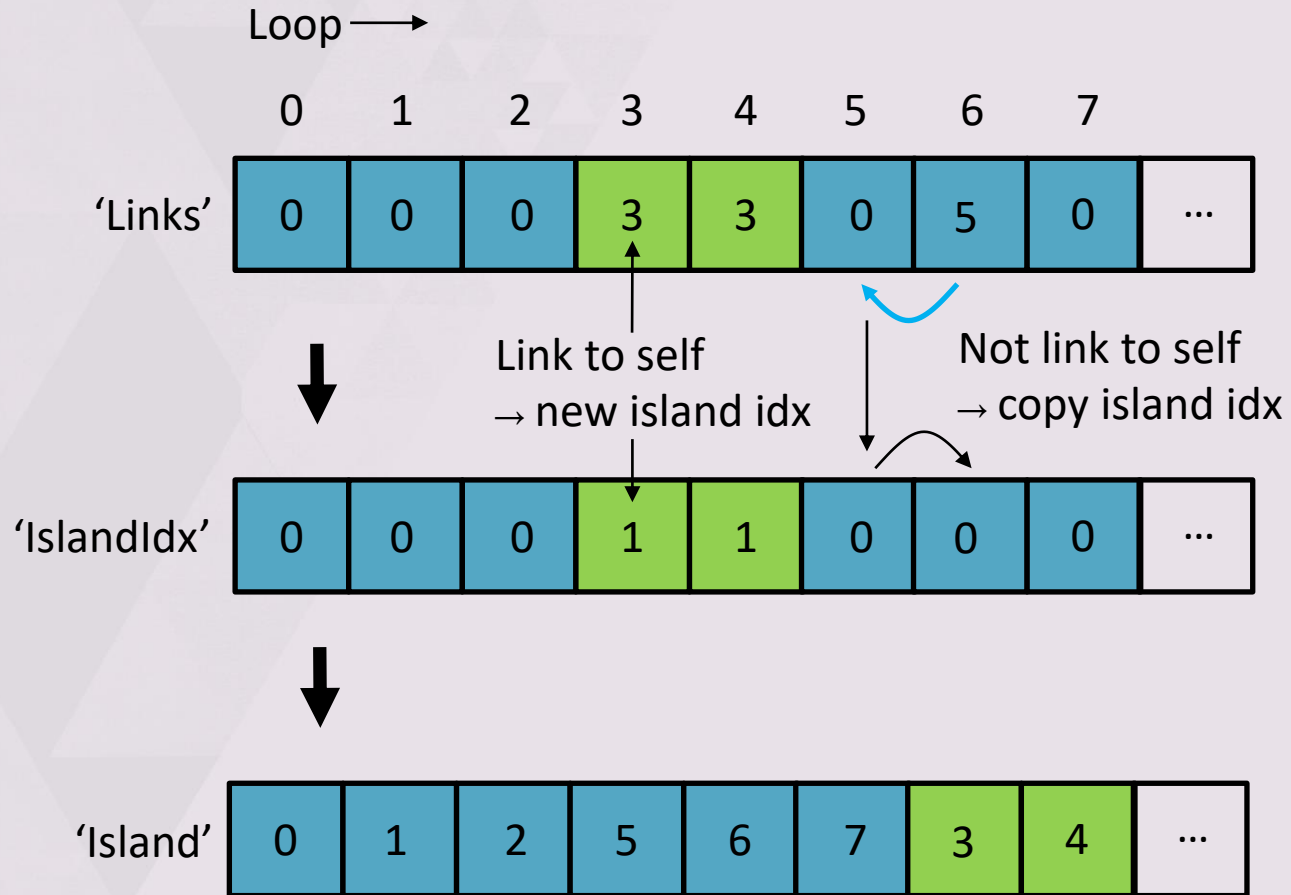 Loop →
0 1 2 3 4 5 6 7
‘Links’ 0 0 0 3 3 0 5 0 ...
Link to self
→ new island idx
Not link to self
→ copy island idx
‘IslandIdx’ 0 0 0 1 1 0 0 0 ...
‘Island’ 0 1 2 5 6 7 3 4 ...